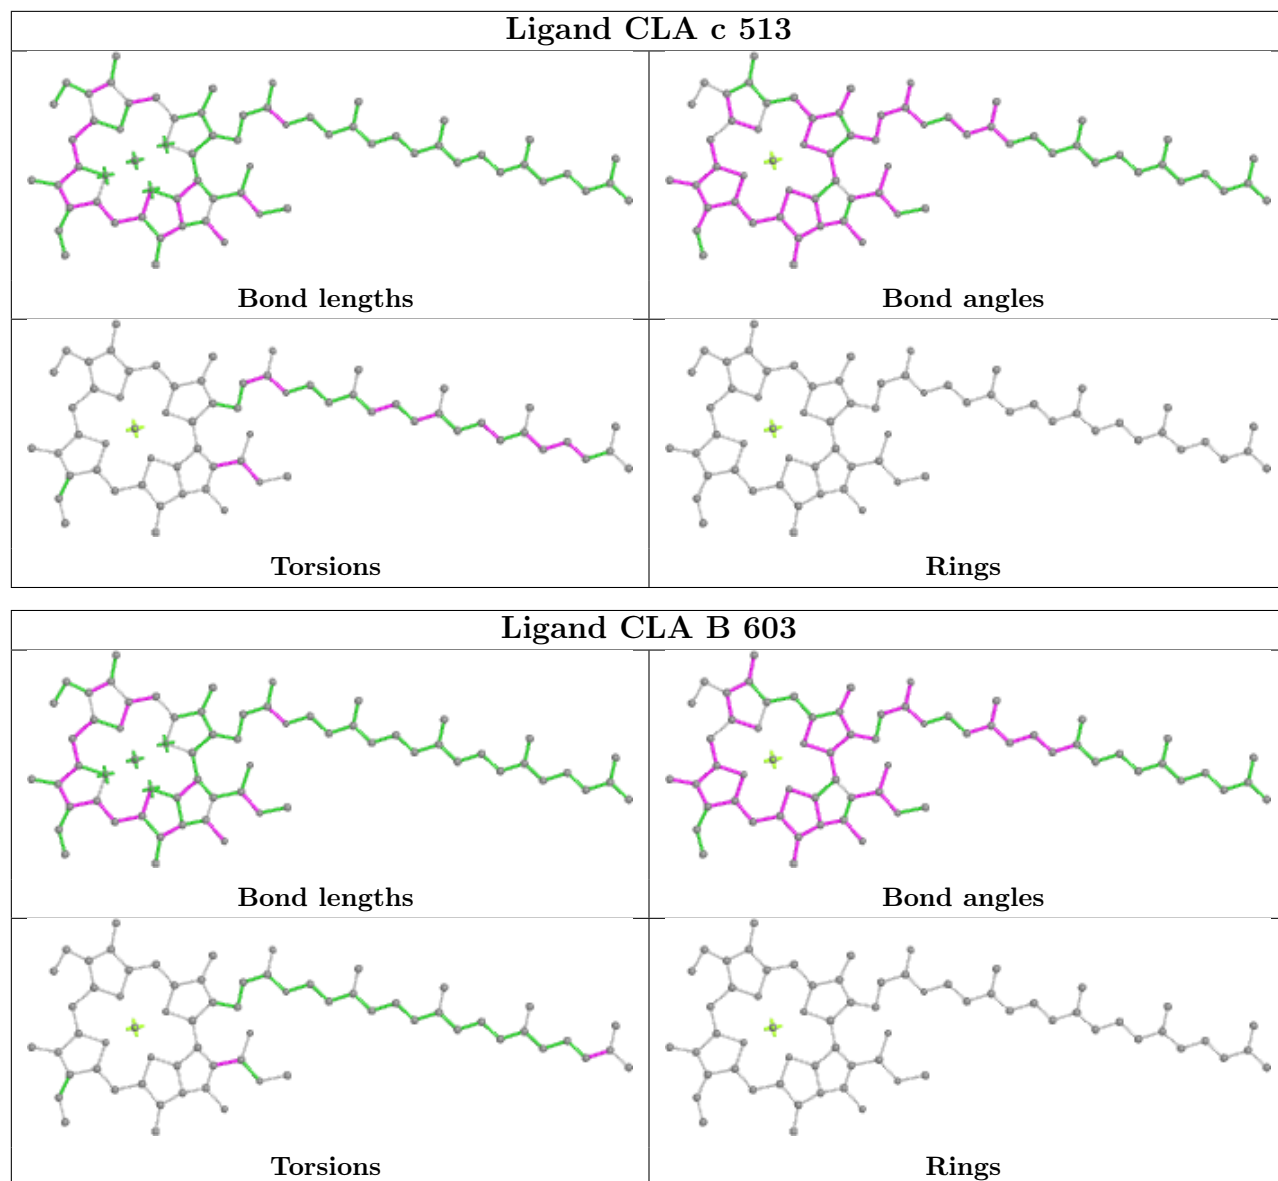 Ligand CLA c 513
Bond lengths
Bond angles
Torsions
Rings
Ligand CLA B 603
Bond lengths
Bond angles
Torsions
Rings